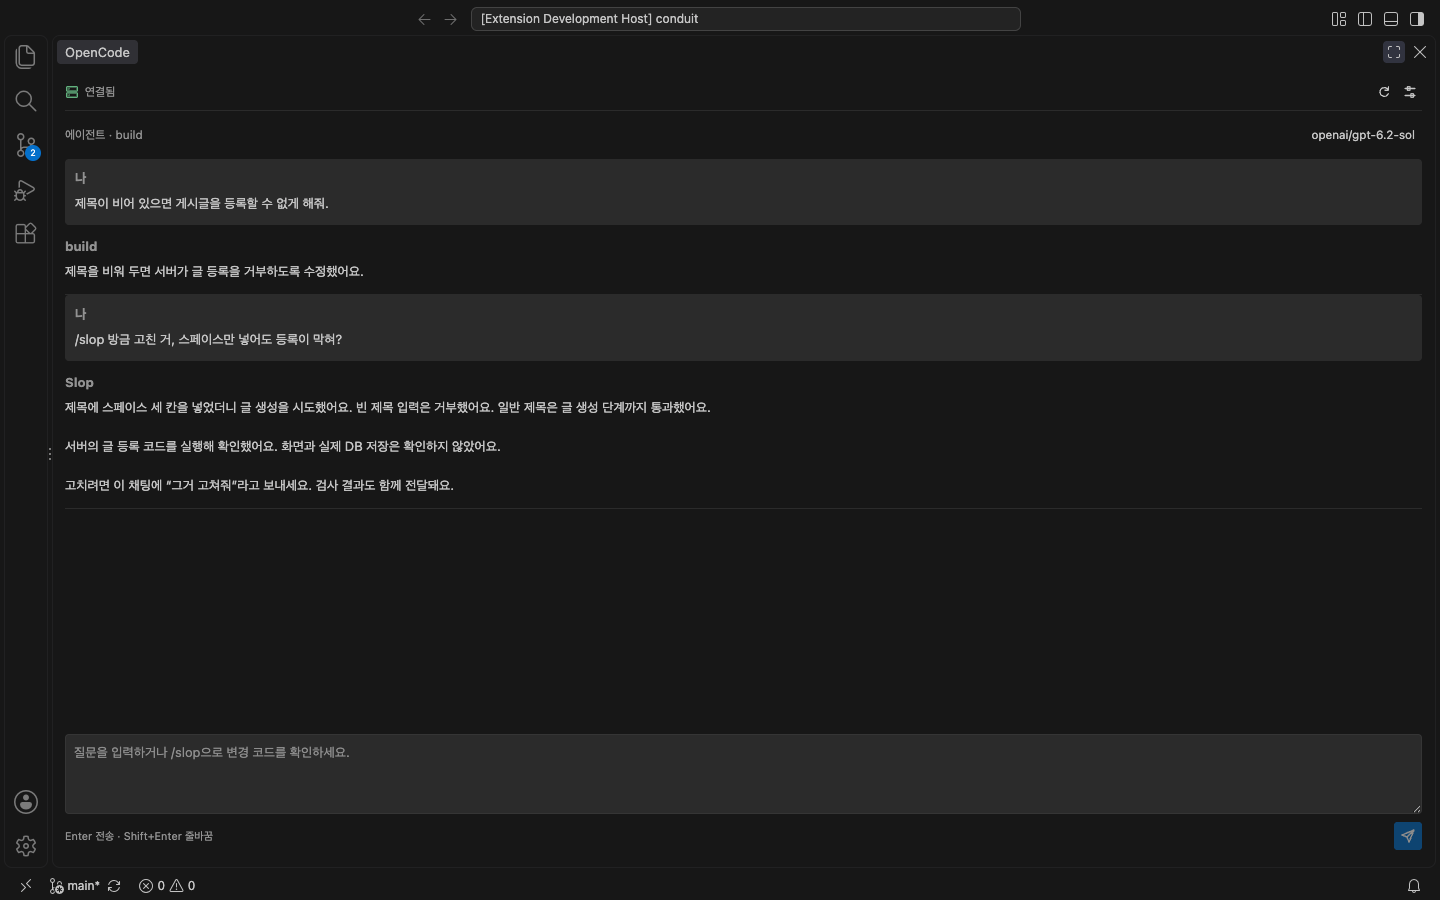 [Extension Development Host] conduit
OpenCode
연결됨
에이전트 · build
openai/gpt-6.2-sol
나
제목이 비어 있으면 게시글을 등록할 수 없게 해줘.
build
제목을 비워 두면 서버가 글 등록을 거부하도록 수정했어요.
나
/slop 방금 고친 거, 스페이스만 넣어도 등록이 막혀?
Slop
제목에 스페이스 세 칸을 넣었더니 글 생성을 시도했어요. 빈 제목 입력은 거부했어요. 일반 제목은 글 생성 단계까지 통과했어요.
서버의 글 등록 코드를 실행해 확인했어요. 화면과 실제 DB 저장은 확인하지 않았어요.
고치려면 이 채팅에 "그거 고쳐줘"라고 보내세요. 검사 결과도 함께 전달돼요.
2
질문을 입력하거나 /slop으로 변경 코드를 확인하세요.
Enter 전송 · Shift+Enter 줄바꿈
main* 0 0